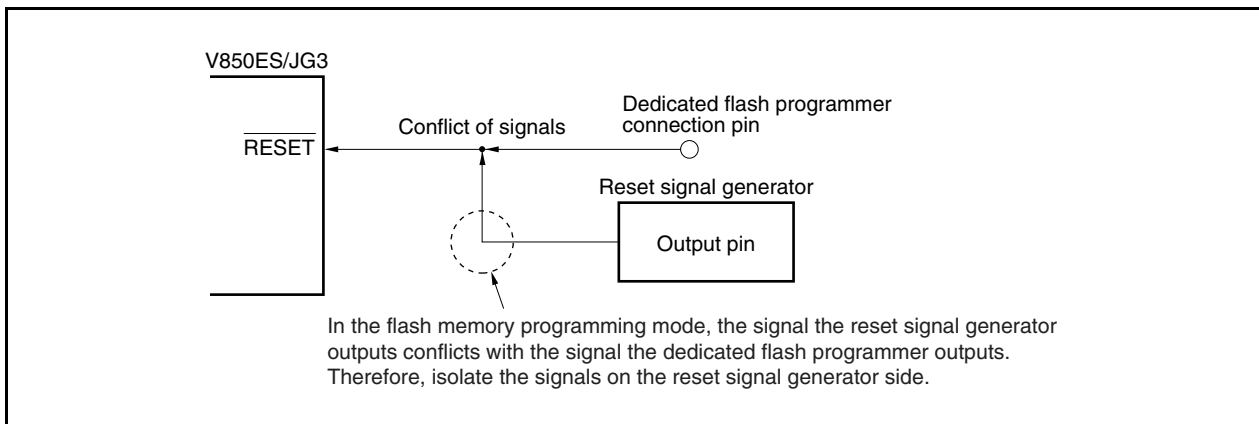 V850ES/JG3
RESET
Conflict of signals
Dedicated flash programmer
connection pin
Reset signal generator
Output pin
In the flash memory programming mode, the signal the reset signal generator
outputs conflicts with the signal the dedicated flash programmer outputs.
Therefore, isolate the signals on the reset signal generator side.